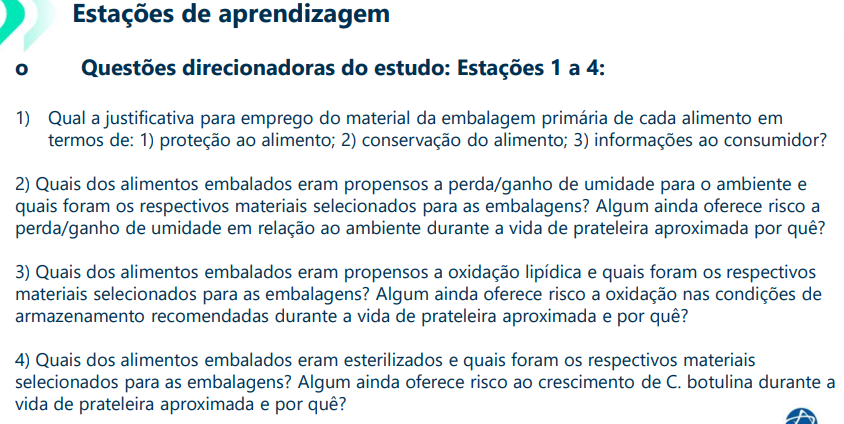 Estações de aprendizagem
o Questões direcionadoras do estudo: Estações 1 a 4:
1) Qual a justificativa para emprego do material da embalagem primária de cada alimento em
termos de: 1) proteção ao alimento; 2) conservação do alimento; 3) informações ao consumidor?
2) Quais dos alimentos embalados eram propensos a perda/ganho de umidade para o ambiente e
quais foram os respectivos materiais selecionados para as embalagens? Algum ainda oferece risco a
perda/ganho de umidade em relação ao ambiente durante a vida de prateleira aproximada por quê?
3) Quais dos alimentos embalados eram propensos a oxidação lipídica e quais foram os respectivos
materiais selecionados para as embalagens? Algum ainda oferece risco a oxidação nas condições de
armazenamento recomendadas durante a vida de prateleira aproximada e por quê?
4) Quais dos alimentos embalados eram esterilizados e quais foram os respectivos materiais
selecionados para as embalagens? Algum ainda oferece risco ao crescimento de C. botulina durante a
vida de prateleira aproximada e por quê?